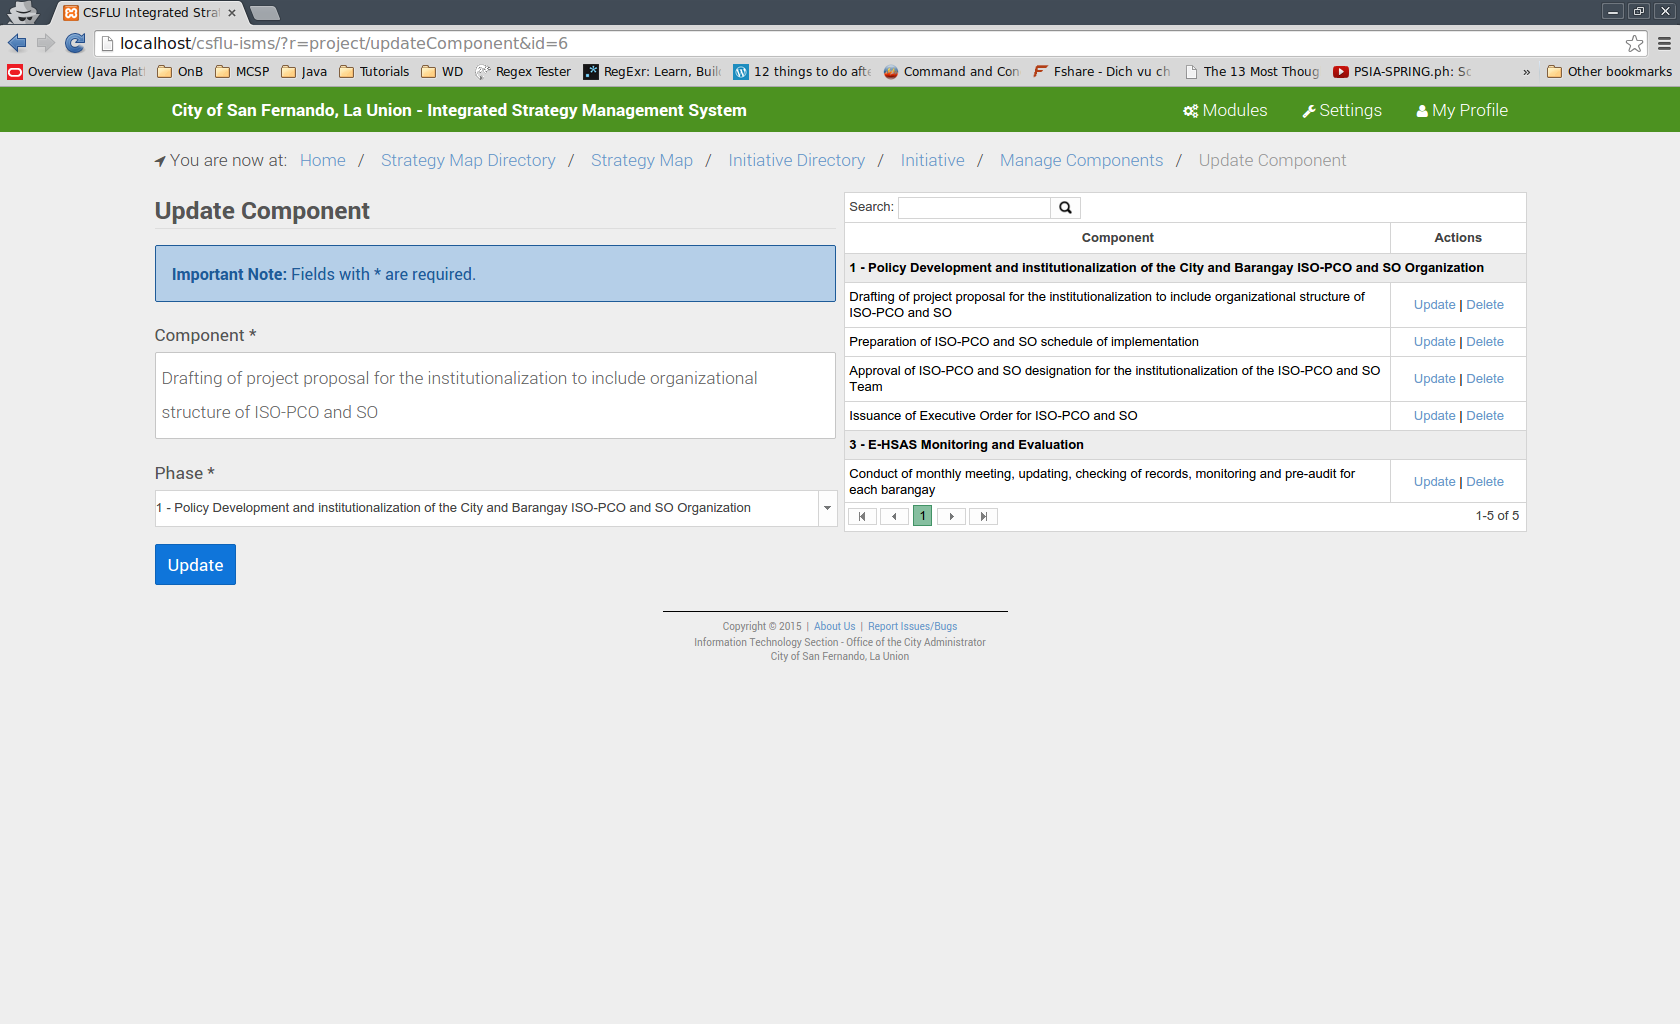 CSFLU Integrated Stra
localhost/csflu-isms/?r=project/updateComponent&id=6
Overview (Java Plat
OnB
MCSP
Java
Tutorials
WD
Regex Tester
RegExr: Learn, Buil
12 things to do afte
Command and Con
Fshare - Dich vu ch
The 13 Most Thoug
PSIA-SPRING.ph: Sc
»
Other bookmarks
City of San Fernando, La Union - Integrated Strategy Management System
Modules
Settings
My Profile
You are now at: Home / Strategy Map Directory / Strategy Map / Initiative Directory / Initiative / Manage Components / Update Component
Update Component
Important Note: Fields with * are required.
Component *
Drafting of project proposal for the institutionalization to include organizational
structure of ISO-PCO and SO
Phase *
1 - Policy Development and institutionalization of the City and Barangay ISO-PCO and SO Organization
Update
Search:
Component Actions
1 - Policy Development and institutionalization of the City and Barangay ISO-PCO and SO Organization
Drafting of project proposal for the institutionalization to include organizational structure of
ISO-PCO and SO
Update | Delete
Preparation of ISO-PCO and SO schedule of implementation
Update | Delete
Approval of ISO-PCO and SO designation for the institutionalization of the ISO-PCO and SO
Team
Update | Delete
Issuance of Executive Order for ISO-PCO and SO
Update | Delete
3 - E-HSAS Monitoring and Evaluation
Conduct of monthly meeting, updating, checking of records, monitoring and pre-audit for
each barangay
Update | Delete
1
1-5 of 5
Copyright © 2015 | About Us | Report Issues/Bugs
Information Technology Section - Office of the City Administrator
City of San Fernando, La Union